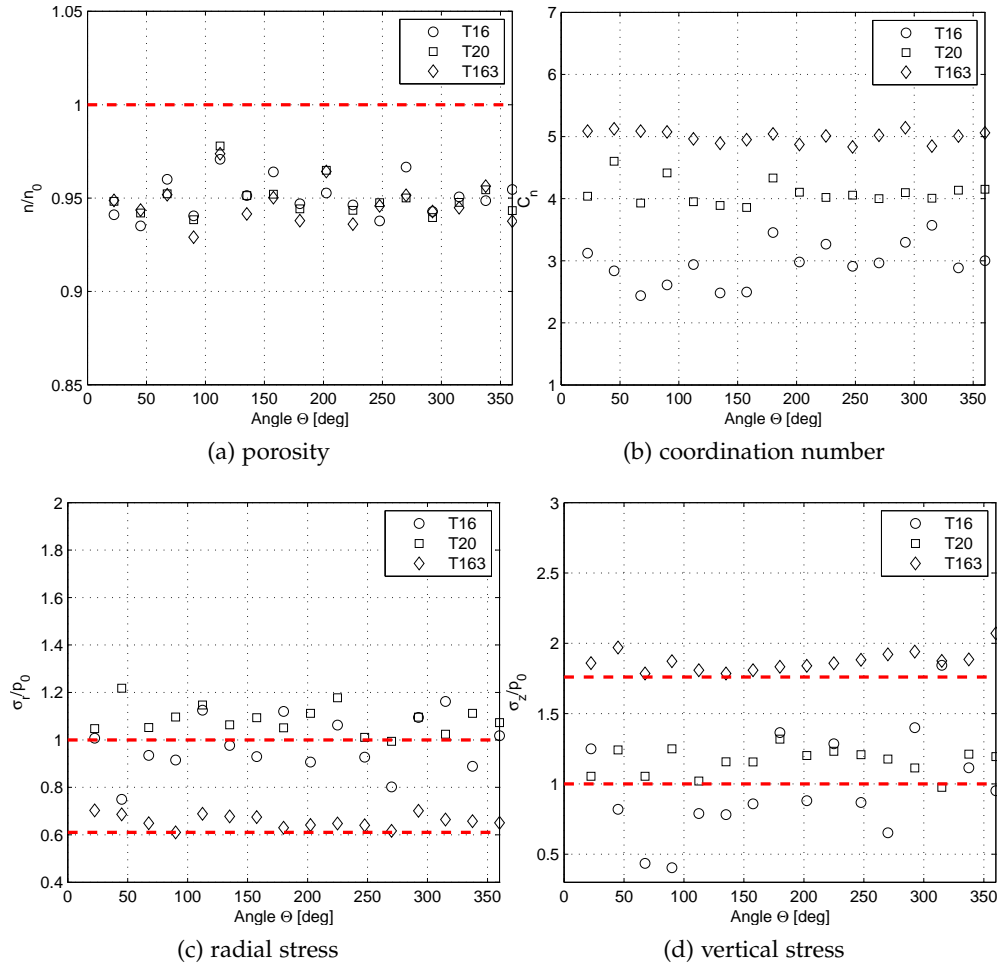 1.05
1
0.95
0.9
0.85
n/n0
T16
T20
T163
0 50 100 150 200 250 300 350
Angle Θ [deg]
(a) porosity
7
6
5
4
3
2
1
Cn
T16
T20
T163
0 50 100 150 200 250 300 350
Angle Θ [deg]
(b) coordination number
2
1.8
1.6
1.4
1.2
1
0.8
0.6
0.4
σr/p0
T16
T20
T163
0 50 100 150 200 250 300 350
Angle Θ [deg]
(c) radial stress
3
2.5
2
1.5
1
0.5
σz/p0
T16
T20
T163
0 50 100 150 200 250 300 350
Angle Θ [deg]
(d) vertical stress